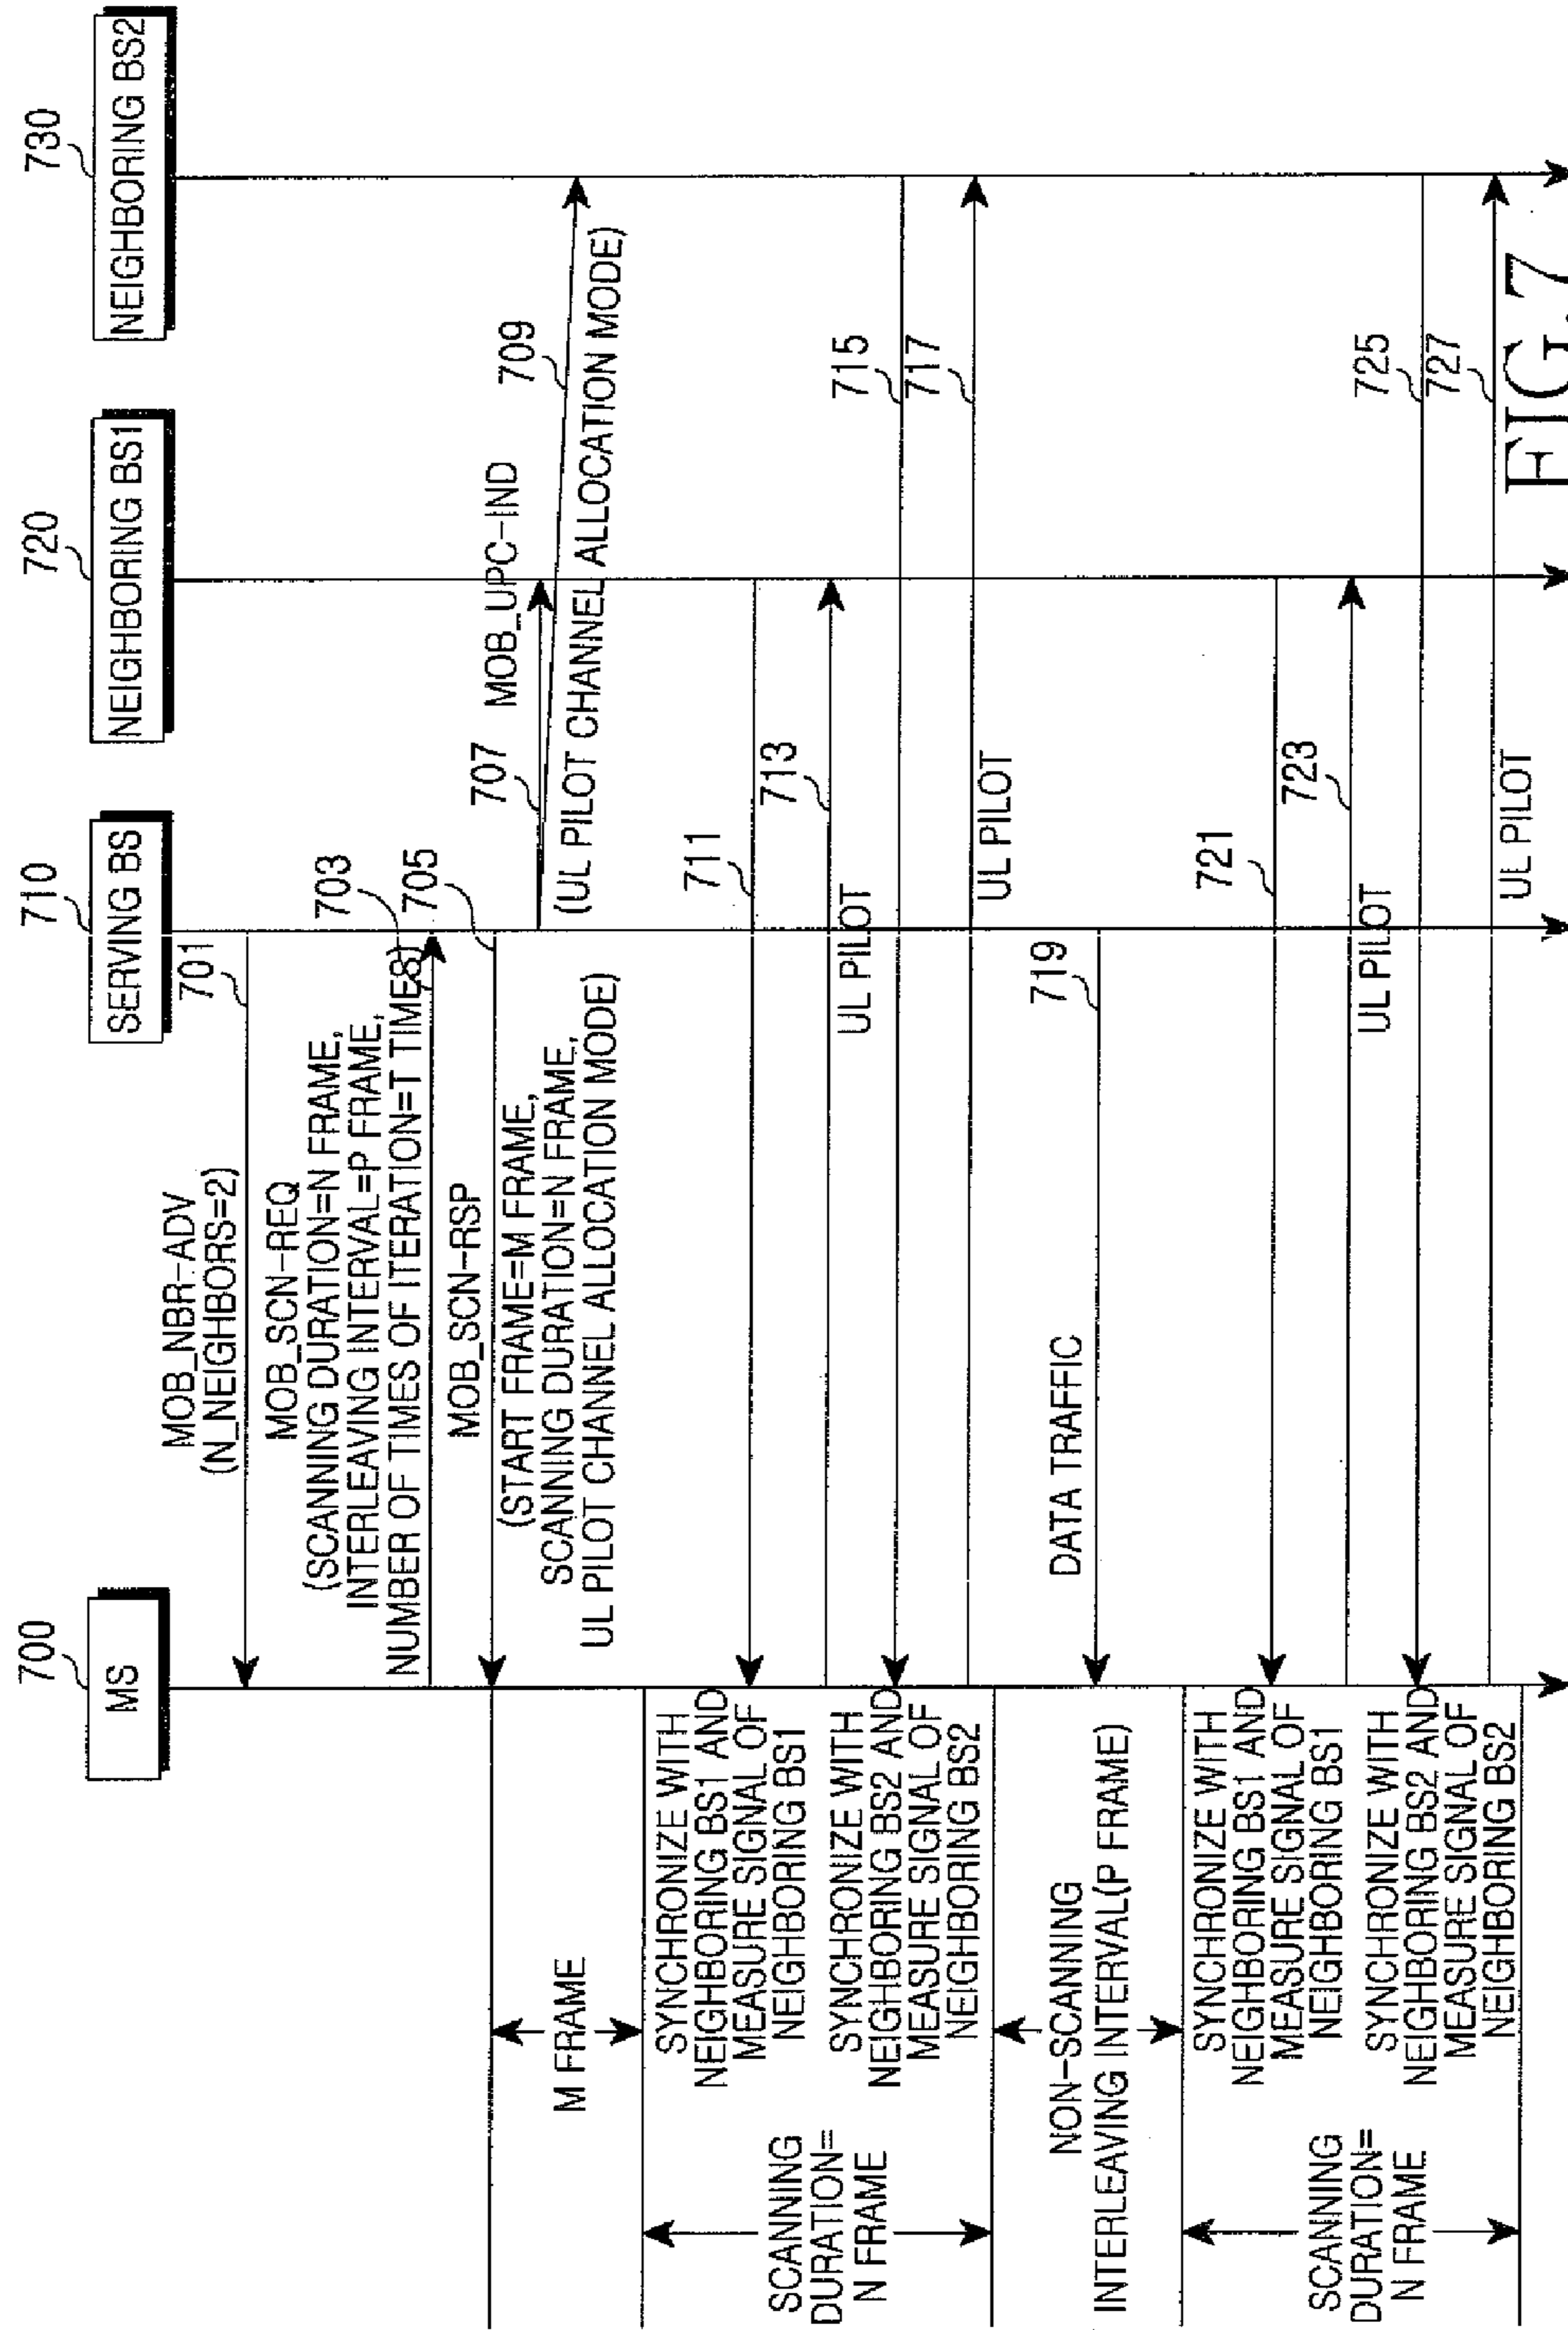 700
MS
710
SERVING BS
720
NEIGHBORING BS1
730
NEIGHBORING BS2
MOB_NBR-ADV
(N_NEIGHBORS=2)
701
MOB_SCN-REQ
(SCANNING DURATION=N FRAME,
INTERLEAVING INTERVAL=P FRAME,
NUMBER OF TIMES OF ITERATION=T TIMES)
703
705
MOB_SCN-RSP
(START FRAME=M FRAME,
SCANNING DURATION=N FRAME,
UL PILOT CHANNEL ALLOCATION MODE)
707
MOB_UPC-IND
709
(UL PILOT CHANNEL ALLOCATION MODE)
M FRAME
SCANNING
DURATION=
N FRAME
SYNCHRONIZE WITH
NEIGHBORING BS1 AND
MEASURE SIGNAL OF
NEIGHBORING BS1
711
713
UL PILOT
SYNCHRONIZE WITH
NEIGHBORING BS2 AND
MEASURE SIGNAL OF
NEIGHBORING BS2
715
717
UL PILOT
NON-SCANNING
INTERLEAVING INTERVAL(P FRAME)
DATA TRAFFIC
719
SCANNING
DURATION=
N FRAME
SYNCHRONIZE WITH
NEIGHBORING BS1 AND
MEASURE SIGNAL OF
NEIGHBORING BS1
721
723
UL PILOT
SYNCHRONIZE WITH
NEIGHBORING BS2 AND
MEASURE SIGNAL OF
NEIGHBORING BS2
725
727
UL PILOT
FIG.7